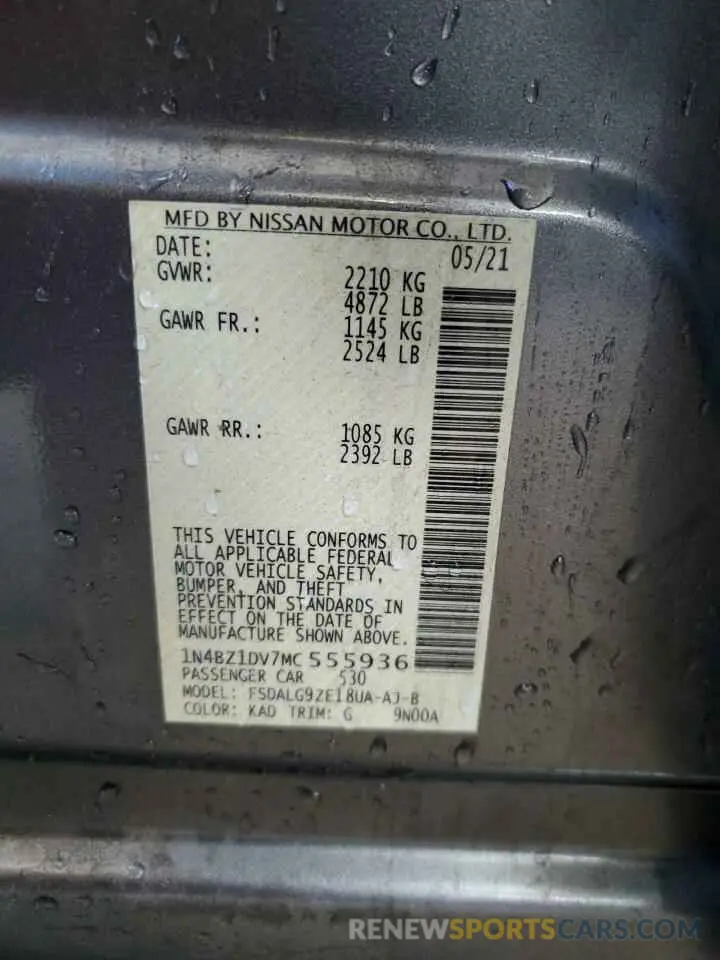 MFD BY NISSAN MOTOR CO., LTD.
DATE: 05/21
GVWR: 2210 KG
4872 LB
GAWR FR.: 1145 KG
2524 LB
GAWR RR.: 1085 KG
2392 LB
THIS VEHICLE CONFORMS TO
ALL APPLICABLE FEDERAL
MOTOR VEHICLE SAFETY,
BUMPER, AND THEFT
PREVENTION STANDARDS IN
EFFECT ON THE DATE OF
MANUFACTURE SHOWN ABOVE.
1N4BZ1DV7MC 555936
PASSENGER CAR 530
MODEL: FSDALG9ZE18UA-AJ-B
COLOR: KAD TRIM: G 9N00A
RENEWSPORTSCARS.COM